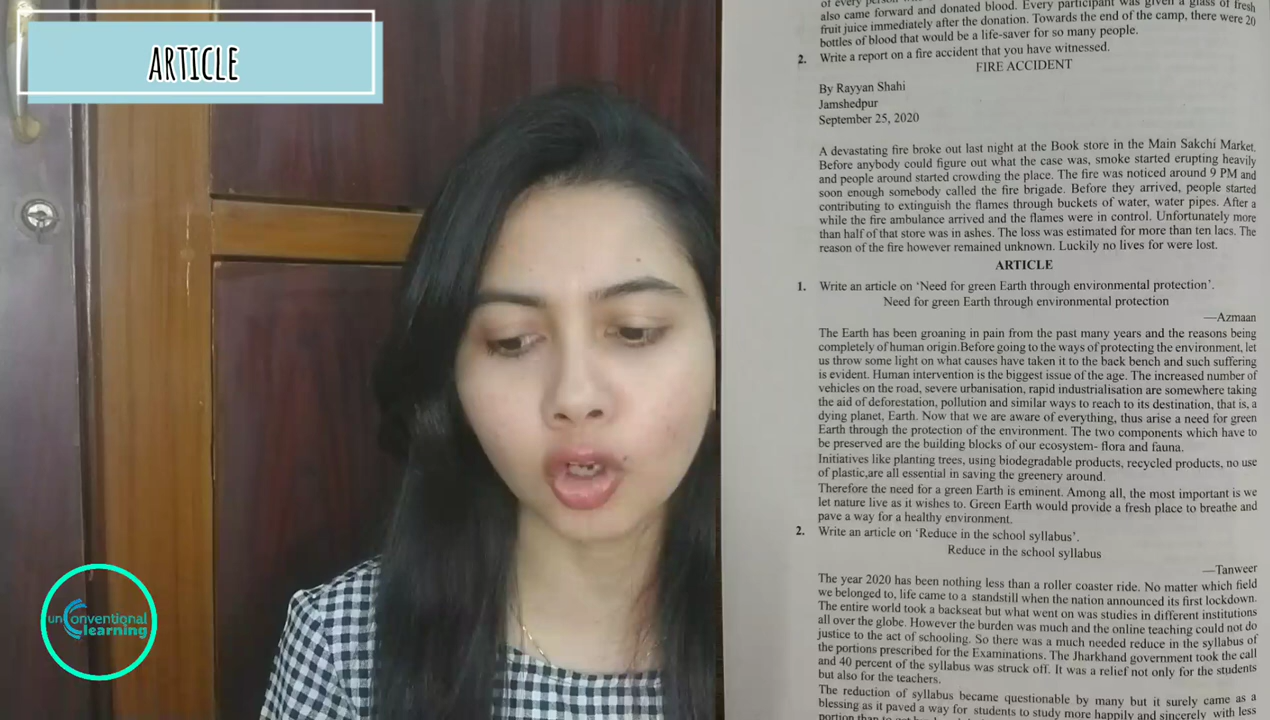 ARTICLE
unConventional
Learning
of every person
also came forward and donated blood. Every participant was given a glass of fresh
fruit juice immediately after the donation. Towards the end of the camp, there were 20
bottles of blood that would be a life-saver for so many people.
2. Write a report on a fire accident that you have witnessed.
FIRE ACCIDENT
By Rayyan Shahi
Jamshedpur
September 25, 2020
A devastating fire broke out last night at the Book store in the Main Sakchi Market.
Before anybody could figure out what the case was, smoke started erupting heavily
and people around started crowding the place. The fire was noticed around 9 PM and
soon enough somebody called the fire brigade. Before they arrived, people started
contributing to extinguish the flames through buckets of water, water pipes. After a
while the fire ambulance arrived and the flames were in control. Unfortunately more
than half of that store was in ashes. The loss was estimated for more than ten lacs. The
reason of the fire however remained unknown. Luckily no lives for were lost.
ARTICLE
1. Write an article on ‘Need for green Earth through environmental protection’.
Need for green Earth through environmental protection
—Azmaan
The Earth has been groaning in pain from the past many years and the reasons being
completely of human origin.Before going to the ways of protecting the environment, let
us throw some light on what causes have taken it to the back bench and such suffering
is evident. Human intervention is the biggest issue of the age. The increased number of
vehicles on the road, severe urbanisation, rapid industrialisation are somewhere taking
the aid of deforestation, pollution and similar ways to reach to its destination, that is, a
dying planet, Earth. Now that we are aware of everything, thus arise a need for green
Earth through the protection of the environment. The two components which have to
be preserved are the building blocks of our ecosystem- flora and fauna.
Initiatives like planting trees, using biodegradable products, recycled products, no use
of plastic,are all essential in saving the greenery around.
Therefore the need for a green Earth is eminent. Among all, the most important is we
let nature live as it wishes to. Green Earth would provide a fresh place to breathe and
pave a way for a healthy environment.
2. Write an article on ‘Reduce in the school syllabus’.
Reduce in the school syllabus
—Tanweer
The year 2020 has been nothing less than a roller coaster ride. No matter which field
we belonged to, life came to a standstill when the nation announced its first lockdown.
The entire world took a backseat but what went on was studies in different institutions
all over the globe. However the burden was much and the online teaching could not do
justice to the act of schooling. So there was a much needed reduce in the syllabus of
the portions prescribed for the Examinations. The Jharkhand government took the call
and 40 percent of the syllabus was struck off. It was a relief not only for the students
but also for the teachers.
The reduction of syllabus became questionable by many but it surely came as a
blessing as it paved a way for students to study more happily and sincerely with less
portion than to